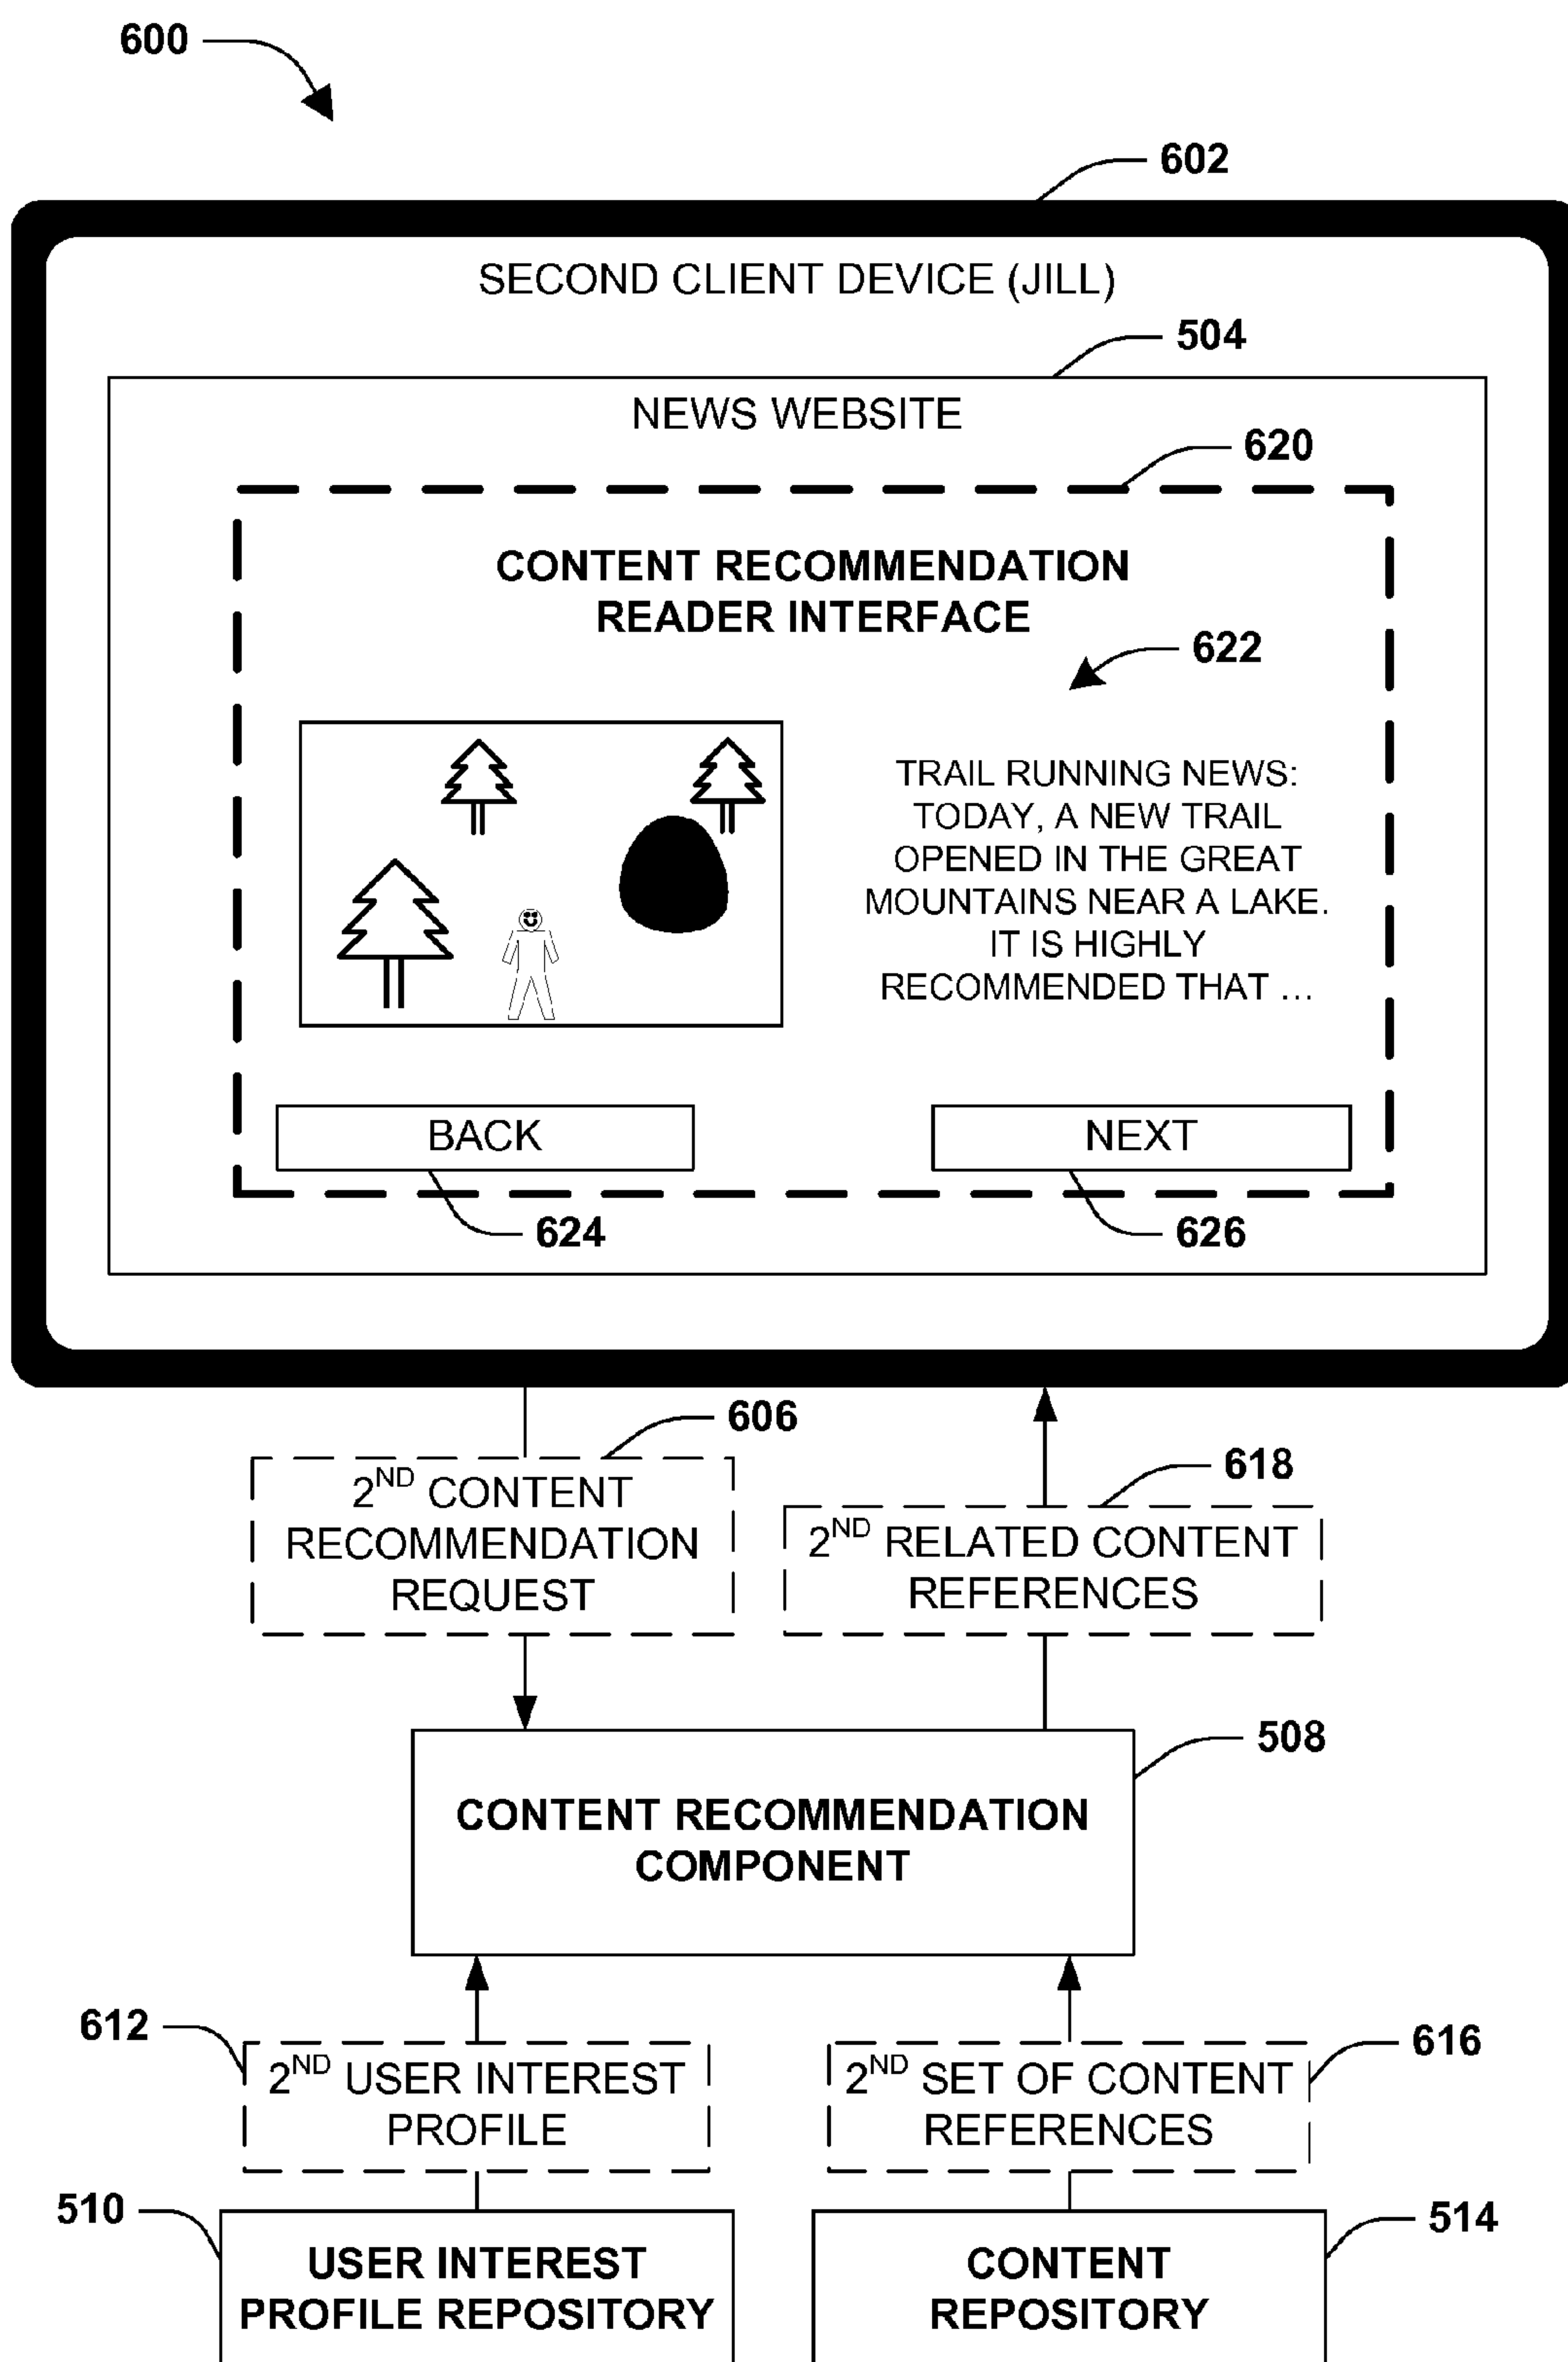 600
602
SECOND CLIENT DEVICE (JILL)
504
NEWS WEBSITE
620
CONTENT RECOMMENDATION
READER INTERFACE
622
TRAIL RUNNING NEWS:
TODAY, A NEW TRAIL
OPENED IN THE GREAT
MOUNTAINS NEAR A LAKE.
IT IS HIGHLY
RECOMMENDED THAT ...
BACK
NEXT
624
626
606
2ND CONTENT
RECOMMENDATION
REQUEST
618
2ND RELATED CONTENT
REFERENCES
508
CONTENT RECOMMENDATION
COMPONENT
612
2ND USER INTEREST
PROFILE
616
2ND SET OF CONTENT
REFERENCES
510
USER INTEREST
PROFILE REPOSITORY
514
CONTENT
REPOSITORY